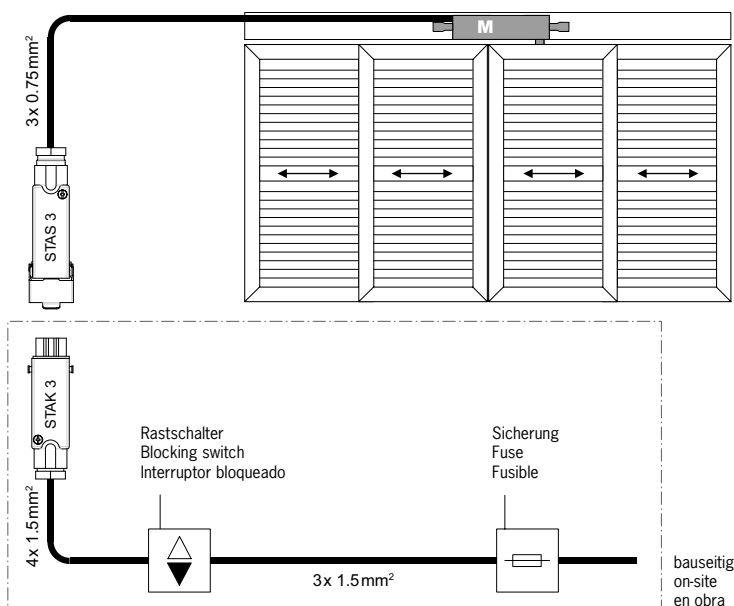 M
3x 0.75mm²
STAS 3
STAK 3
Rastschalter
Blocking switch
Interruptor bloqueado
Sicherung
Fuse
Fusible
4x 1.5mm²
3x 1.5mm²
bauseitig
on-site
en obra